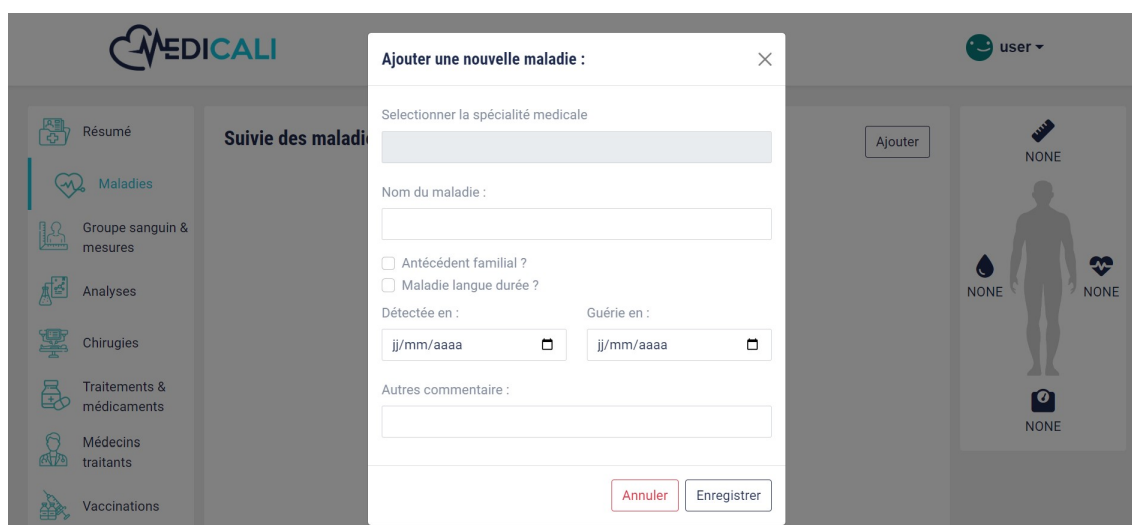 MEDICALI
user
Ajouter une nouvelle maladie :
Résumé
Maladies
Groupe sanguin &
mesures
Analyses
Chirugies
Traitements &
médicaments
Médecins
traitants
Vaccinations
Suivie des maladi
Ajouter
Selectionner la spécialité medicale
Nom du maladie :
Antécédent familial ?
Maladie langue durée ?
Détectée en :
Guérie en :
jj/mm/aaaa
jj/mm/aaaa
Autres commentaire :
Annuler
Enregistrer
NONE
NONE
NONE
NONE